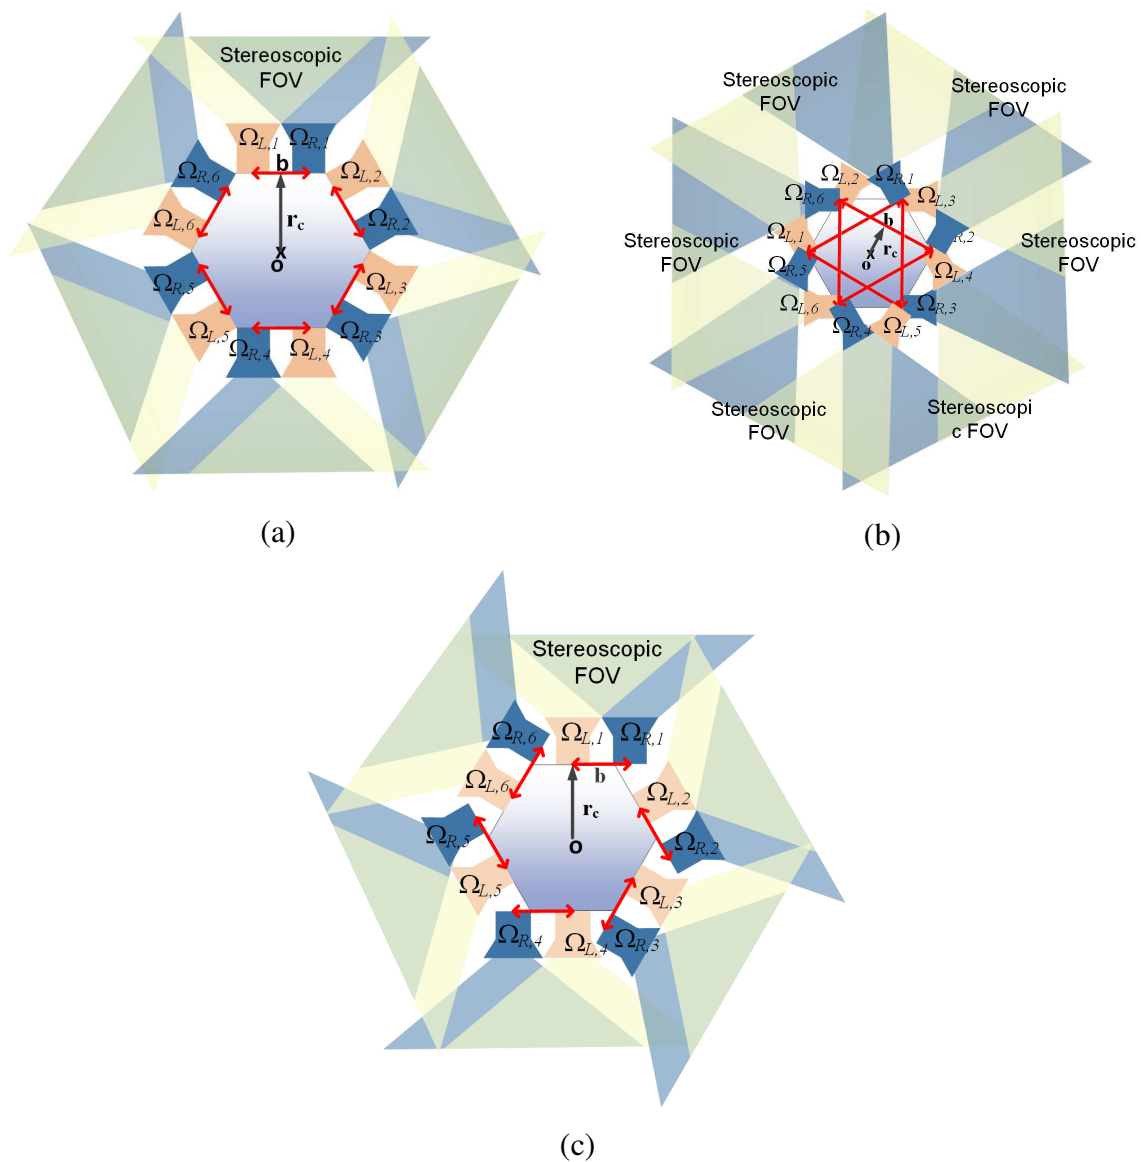 Stereoscopic
FOV
Ω_{L,1}
Ω_{R,1}
b
Ω_{R,6}
Ω_{L,2}
Ω_{L,6}
r_c
Ω_{R,2}
x
o
Ω_{R,5}
Ω_{L,3}
Ω_{L,5}
Ω_{R,4}
Ω_{L,4}
Ω_{R,3}
(a)
Stereoscopic
FOV
Stereoscopic
FOV
Ω_{L,2}
Ω_{R,1}
Ω_{R,6}
Ω_{L,3}
Stereoscopic
FOV
Ω_{L,1}
b
R,2
Stereoscopic
FOV
x
r_c
o
Ω_{R,5}
Ω_{L,4}
Ω_{L,6}
Ω_{R,3}
Ω_{R,4}
Ω_{L,5}
Stereoscopic
FOV
Stereoscopi
c FOV
(b)
Stereoscopic
FOV
Ω_{R,6}
Ω_{L,1}
Ω_{R,1}
b
Ω_{L,6}
Ω_{L,2}
r_c
Ω_{R,5}
o
Ω_{R,2}
Ω_{L,5}
Ω_{L,3}
Ω_{R,4}
Ω_{L,4}
Ω_{R,3}
(c)